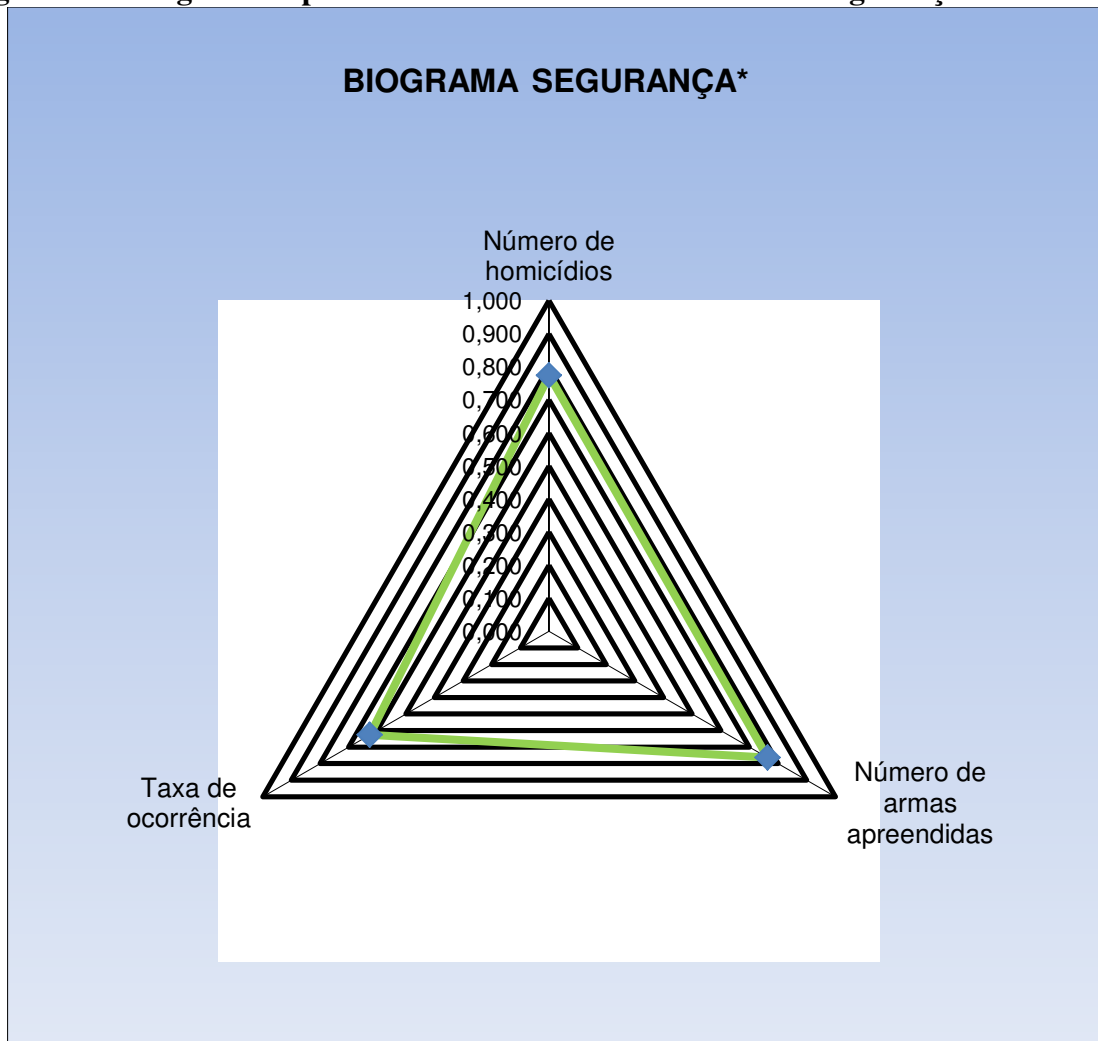 BIOGRAMA SEGURANÇA*
Número de
homicídios
1,000
0,900
0,800
0,700
0,600
0,500
0,400
0,300
0,200
0,100
0,000
Taxa de
ocorrência
Número de
armas
apreendidas